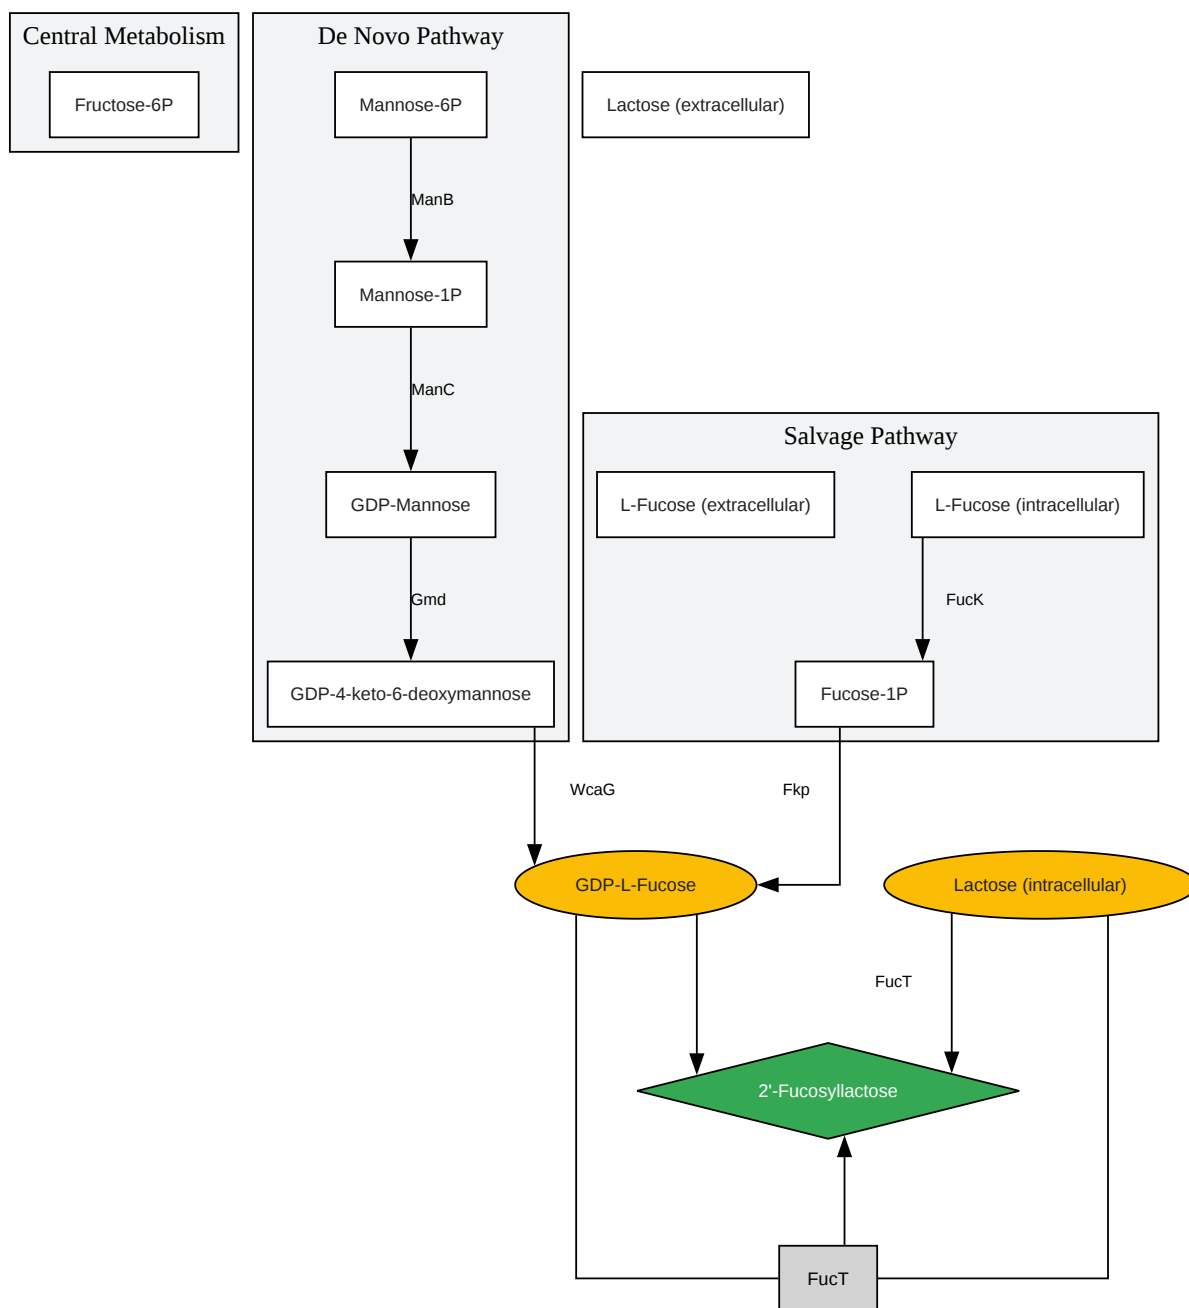 Central Metabolism
Fructose-6P
De Novo Pathway
Mannose-6P
ManB
Mannose-1P
ManC
GDP-Mannose
Gmd
GDP-4-keto-6-deoxymannose
Lactose (extracellular)
Salvage Pathway
L-Fucose (extracellular)
L-Fucose (intracellular)
FucK
Fucose-1P
WcaG
Fkp
GDP-L-Fucose
Lactose (intracellular)
FucT
2'-Fucosyllactose
FucT